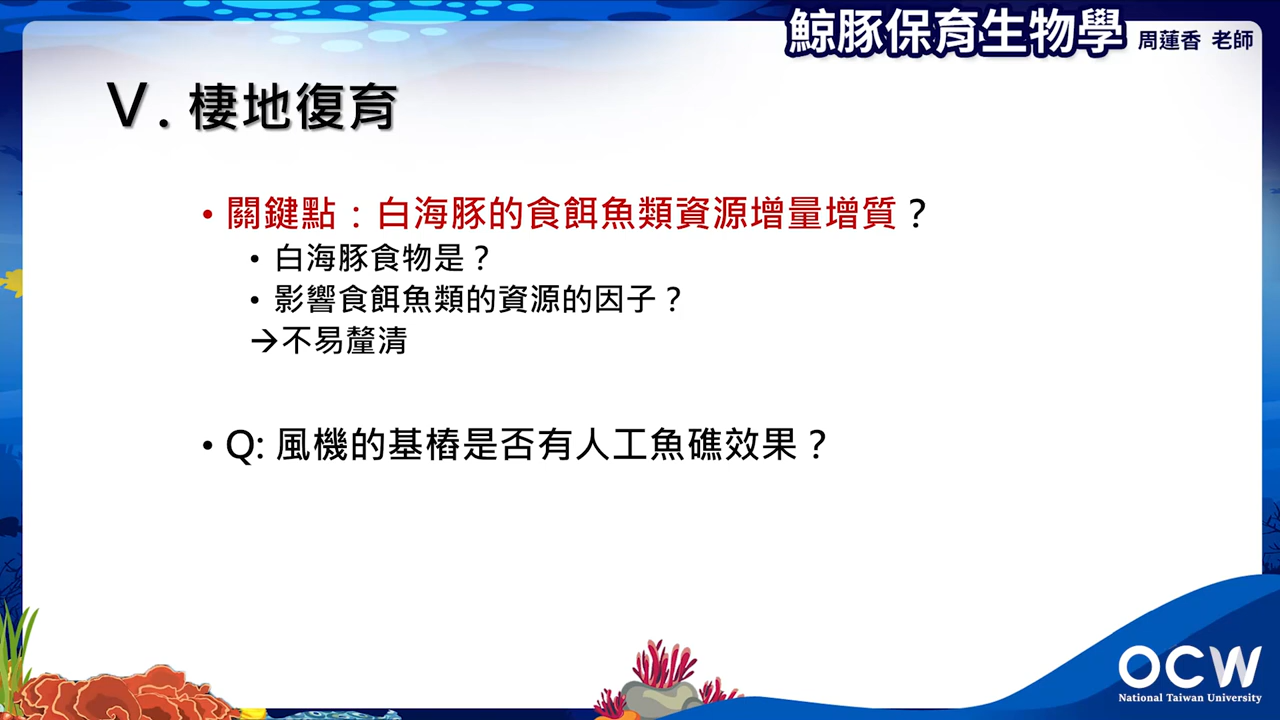 鯨豚保育生物學 周蓮香 老師
V. 棲地復育
• 關鍵點：白海豚的食餌魚類資源增量增質？
• 白海豚食物是？
• 影響食餌魚類的資源的因子？
→不易釐清
• Q: 風機的基樁是否有人工魚礁效果？
OCW
National Taiwan University